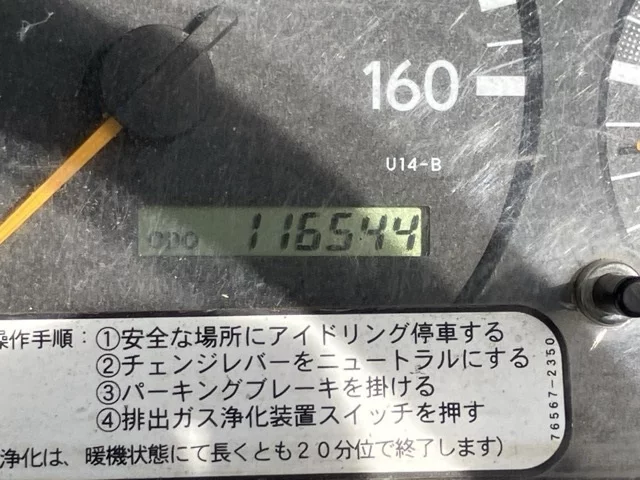 160
U14-B
ODO 116544
操作手順：①安全な場所にアイドリング停車する
②チェンジレバーをニュートラルにする
③パーキングブレーキを掛ける
④排出ガス浄化装置スイッチを押す
浄化は、暖機状態にて長くとも２０分位で終了します）
76567-2350